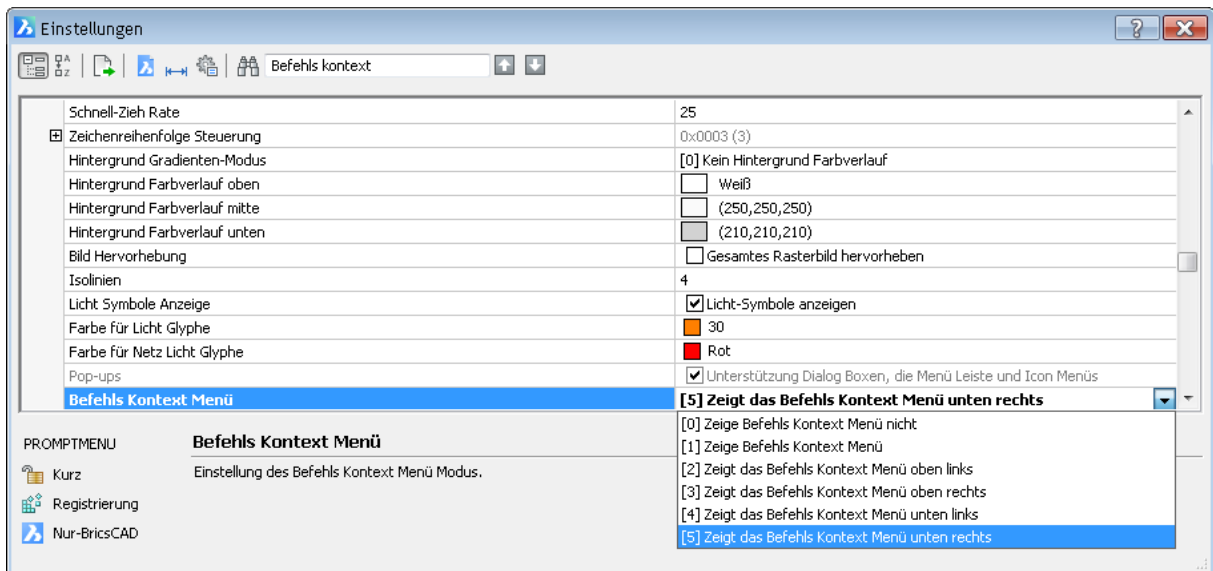 Einstellungen
Befehls kontext
Schnell-Zieh Rate 25
Zeichenreihenfolge Steuerung 0x0003 (3)
Hintergrund Gradienten-Modus [0] Kein Hintergrund Farbverlauf
Hintergrund Farbverlauf oben Weiß
Hintergrund Farbverlauf mitte (250,250,250)
Hintergrund Farbverlauf unten (210,210,210)
Bild Hervorhebung Gesamtes Rasterbild hervorheben
Isolinien 4
Licht Symbole Anzeige Licht-Symbole anzeigen
Farbe für Licht Glyphe 30
Farbe für Netz Licht Glyphe Rot
Pop-ups Unterstützung Dialog Boxen, die Menü Leiste und Icon Menüs
Befehls Kontext Menü [5] Zeigt das Befehls Kontext Menü unten rechts
[0] Zeige Befehls Kontext Menü nicht
[1] Zeige Befehls Kontext Menü
[2] Zeigt das Befehls Kontext Menü oben links
[3] Zeigt das Befehls Kontext Menü oben rechts
[4] Zeigt das Befehls Kontext Menü unten links
[5] Zeigt das Befehls Kontext Menü unten rechts
PROMPTMENU
Kurz
Registrierung
Nur-BricsCAD
Befehls Kontext Menü
Einstellung des Befehls Kontext Menü Modus.